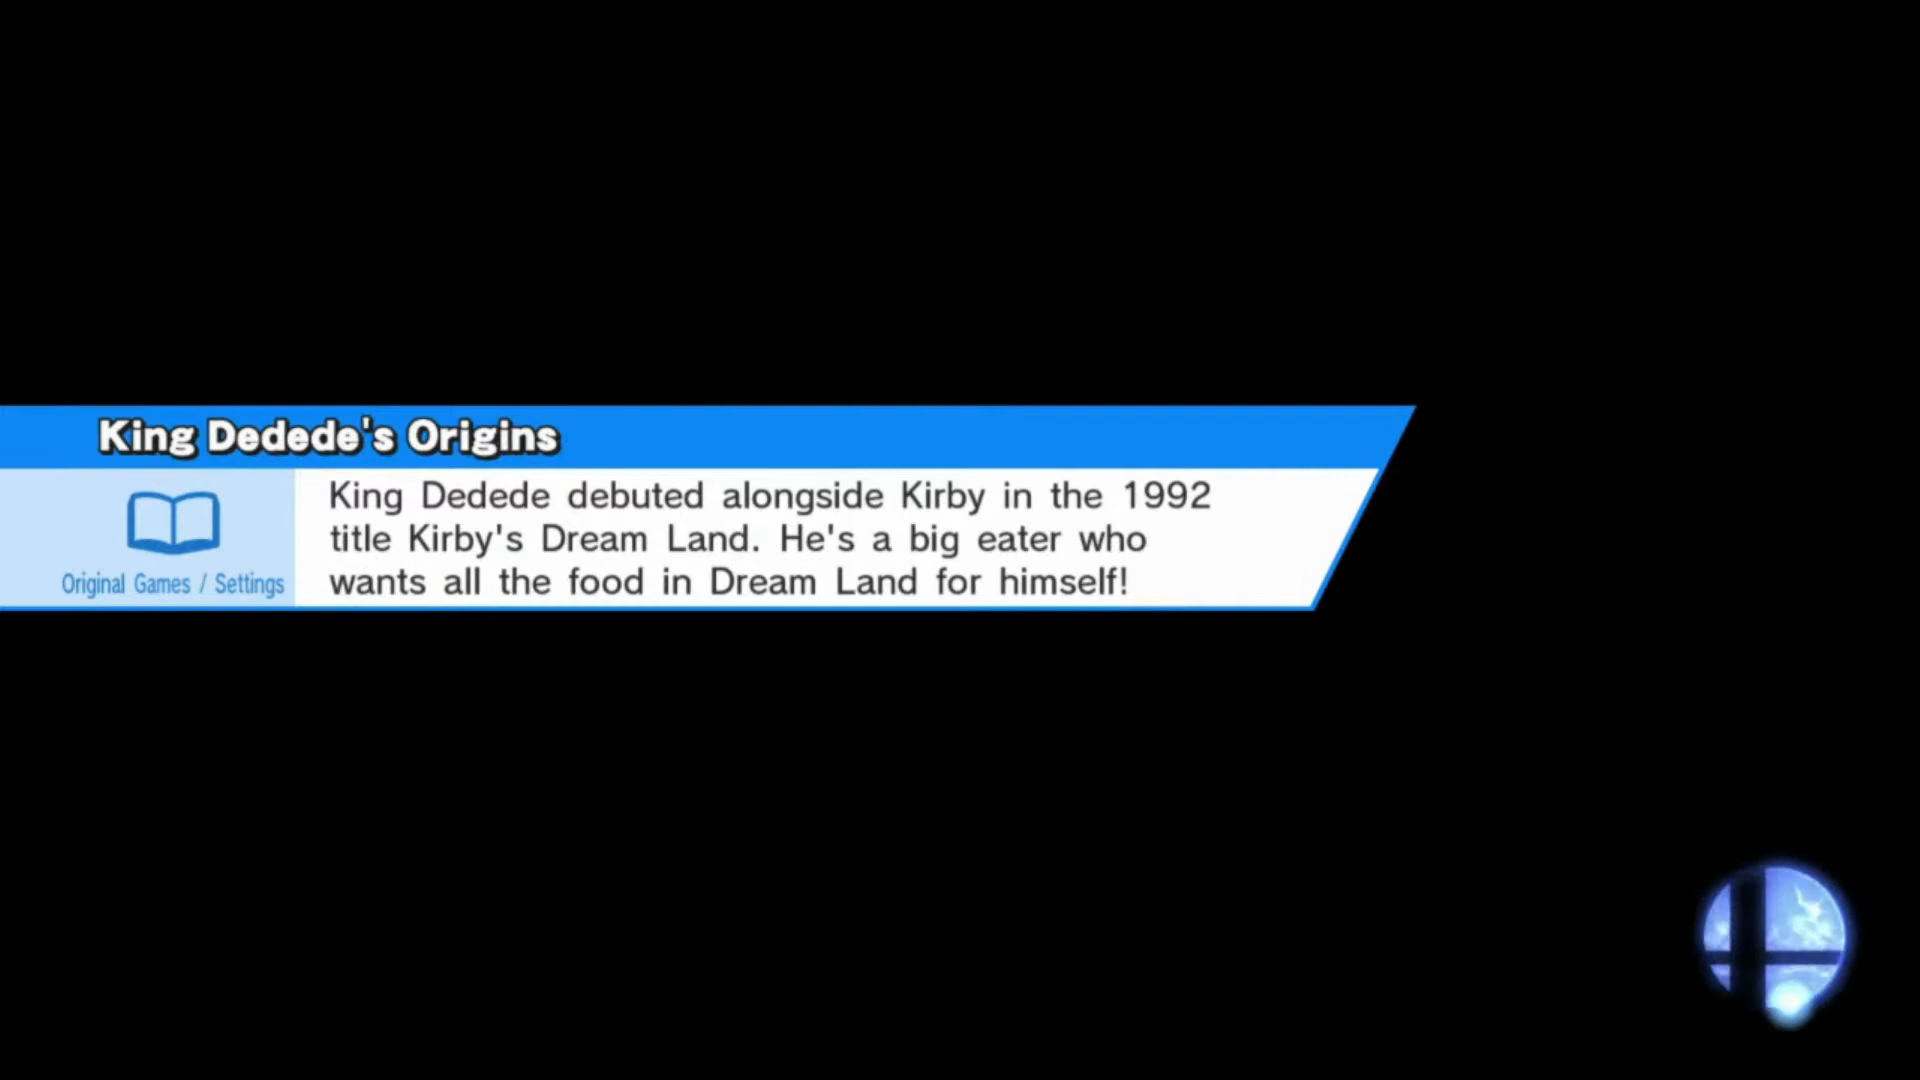 King Dedede's Origins
King Dedede debuted alongside Kirby in the 1992
title Kirby's Dream Land. He's a big eater who
wants all the food in Dream Land for himself!
Original Games / Settings